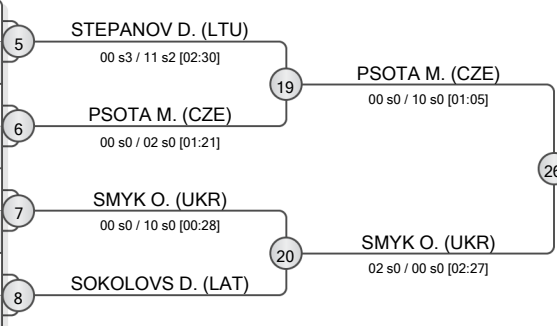 STEPANOV D. (LTU)
5
00 s3 / 11 s2 [02:30]
19
PSOTA M. (CZE)
00 s0 / 10 s0 [01:05]
PSOTA M. (CZE)
6
00 s0 / 02 s0 [01:21]
26
SMYK O. (UKR)
7
00 s0 / 10 s0 [00:28]
20
SMYK O. (UKR)
02 s0 / 00 s0 [02:27]
SOKOLOVS D. (LAT)
8